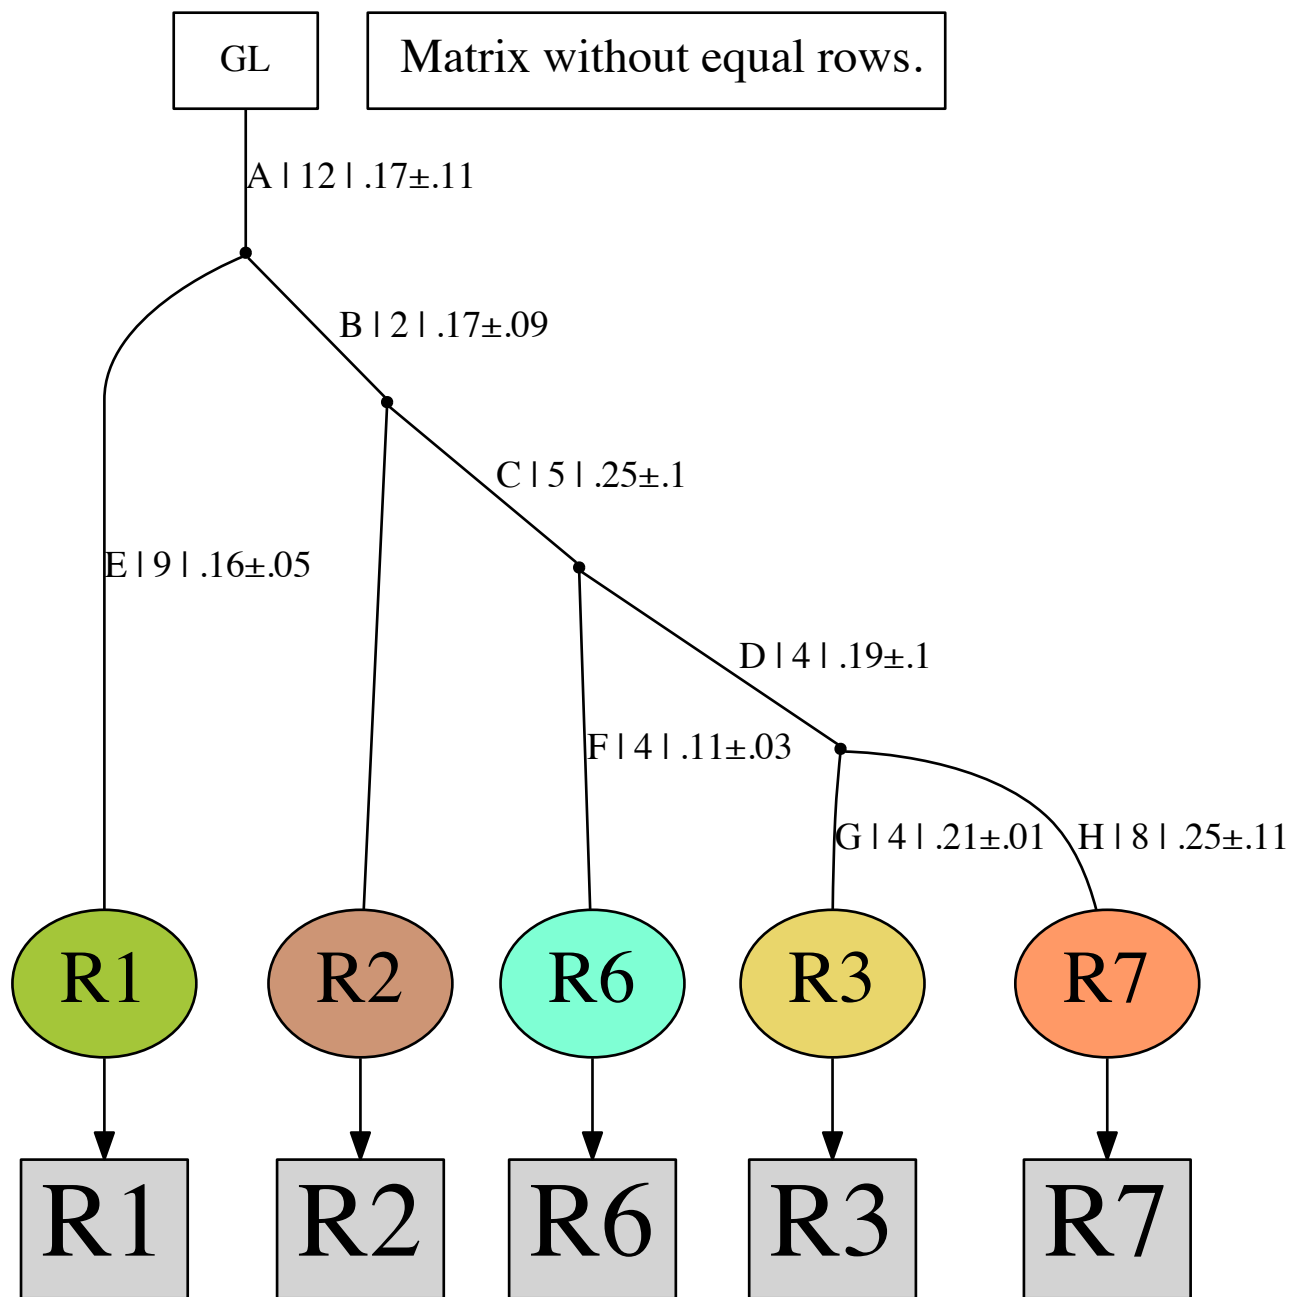 GL
Matrix without equal rows.
A | 12 | .17±.11
B | 2 | .17±.09
C | 5 | .25±.1
E | 9 | .16±.05
D | 4 | .19±.1
F | 4 | .11±.03
G | 4 | .21±.01
H | 8 | .25±.11
R1
R2
R6
R3
R7
R1
R2
R6
R3
R7